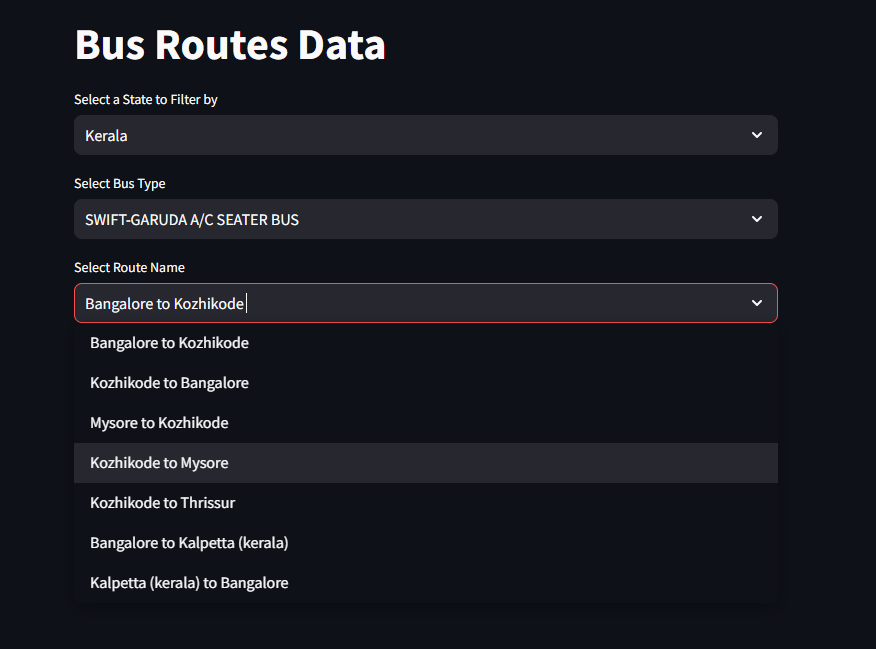 Bus Routes Data
Select a State to Filter by
Kerala
Select Bus Type
SWIFT-GARUDA A/C SEATER BUS
Select Route Name
Bangalore to Kozhikode
Bangalore to Kozhikode
Kozhikode to Bangalore
Mysore to Kozhikode
Kozhikode to Mysore
Kozhikode to Thrissur
Bangalore to Kalpetta (kerala)
Kalpetta (kerala) to Bangalore